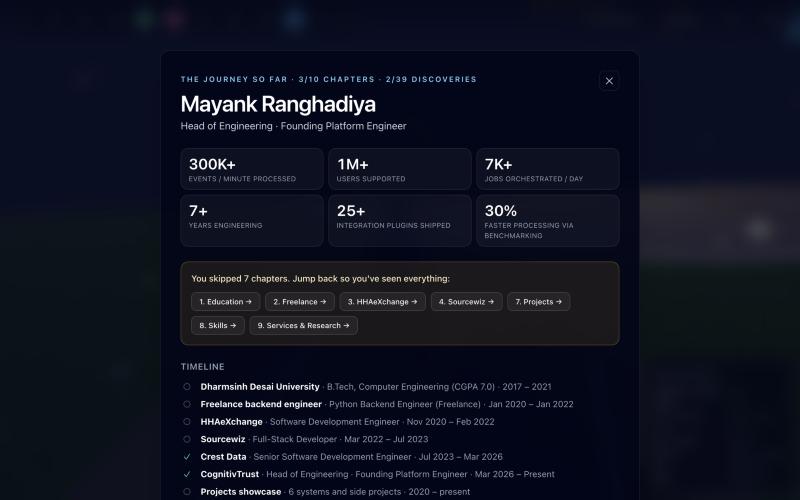 THE JOURNEY SO FAR · 3/10 CHAPTERS · 2/39 DISCOVERIES
Mayank Ranghadiya
Head of Engineering · Founding Platform Engineer
300K+
EVENTS / MINUTE PROCESSED
1M+
USERS SUPPORTED
7K+
JOBS ORCHESTRATED / DAY
7+
YEARS ENGINEERING
25+
INTEGRATION PLUGINS SHIPPED
30%
FASTER PROCESSING VIA
BENCHMARKING
You skipped 7 chapters. Jump back so you've seen everything:
1. Education →
2. Freelance →
3. HHAeXchange →
4. Sourcewiz →
7. Projects →
8. Skills →
9. Services & Research →
TIMELINE
Dharmsinh Desai University · B.Tech, Computer Engineering (CGPA 7.0) · 2017 – 2021
Freelance backend engineer · Python Backend Engineer (Freelance) · Jan 2020 – Jan 2022
HHAeXchange · Software Development Engineer · Nov 2020 – Feb 2022
Sourcewiz · Full-Stack Developer · Mar 2022 – Jul 2023
Crest Data · Senior Software Development Engineer · Jul 2023 – Mar 2026
CognitivTrust · Head of Engineering · Founding Platform Engineer · Mar 2026 – Present
Projects showcase · 6 systems and side projects · 2020 – present